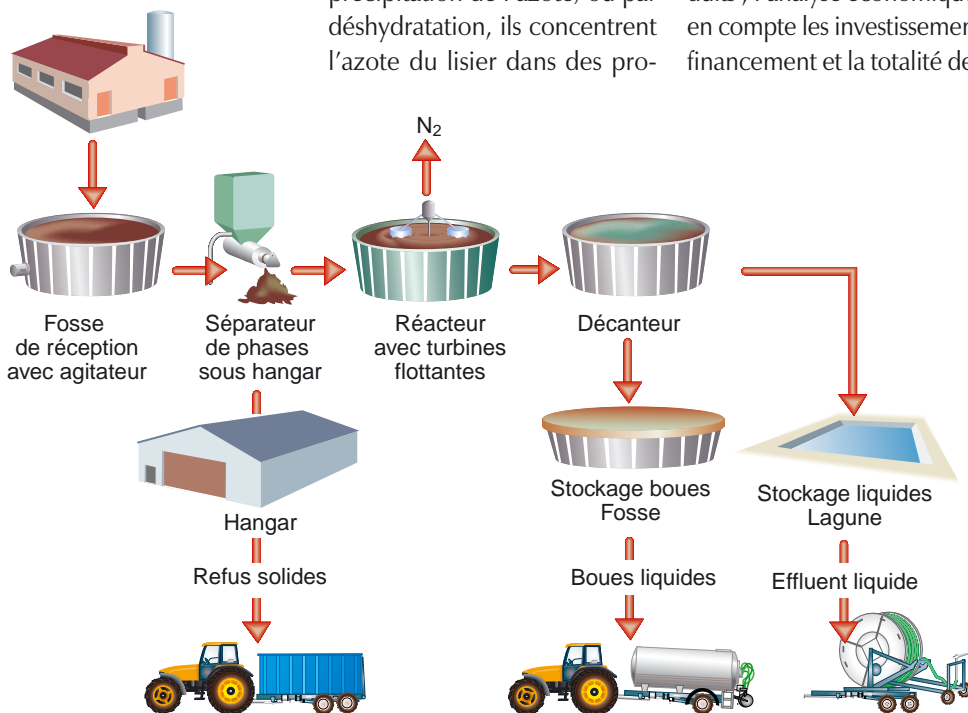 déshydratation, ils concentrent
l'azote du lisier dans des pro-
en compte les investissement
financement et la totalité de
N2
Fosse
de réception
avec agitateur
Séparateur
de phases
sous hangar
Réacteur
avec turbines
flottantes
Décanteur
Hangar
Stockage boues
Fosse
Stockage liquides
Lagune
Refus solides
Boues liquides
Effluent liquide